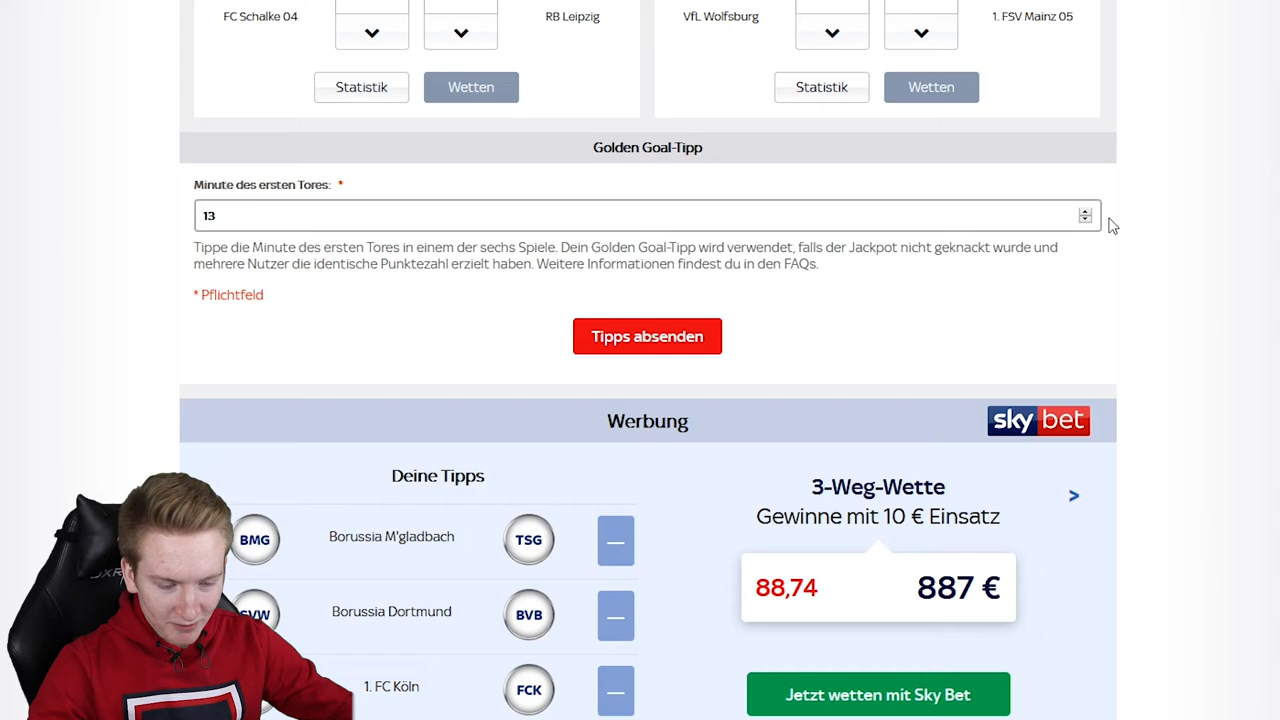 FC Schalke 04
RB Leipzig
VfL Wolfsburg
1. FSV Mainz 05
Statistik
Wetten
Statistik
Wetten
Golden Goal-Tipp
Minute des ersten Tores: *
13
Tippe die Minute des ersten Tores in einem der sechs Spiele. Dein Golden Goal-Tipp wird verwendet, falls der Jackpot nicht geknackt wurde und
mehrere Nutzer die identische Punktezahl erzielt haben. Weitere Informationen findest du in den FAQs.
* Pflichtfeld
Tipps absenden
Werbung
sky bet
Deine Tipps
BMG
Borussia M'gladbach
TSG
SVW
Borussia Dortmund
BVB
1. FC Köln
FCK
3-Weg-Wette
>
Gewinne mit 10 € Einsatz
88,74
887 €
Jetzt wetten mit Sky Bet